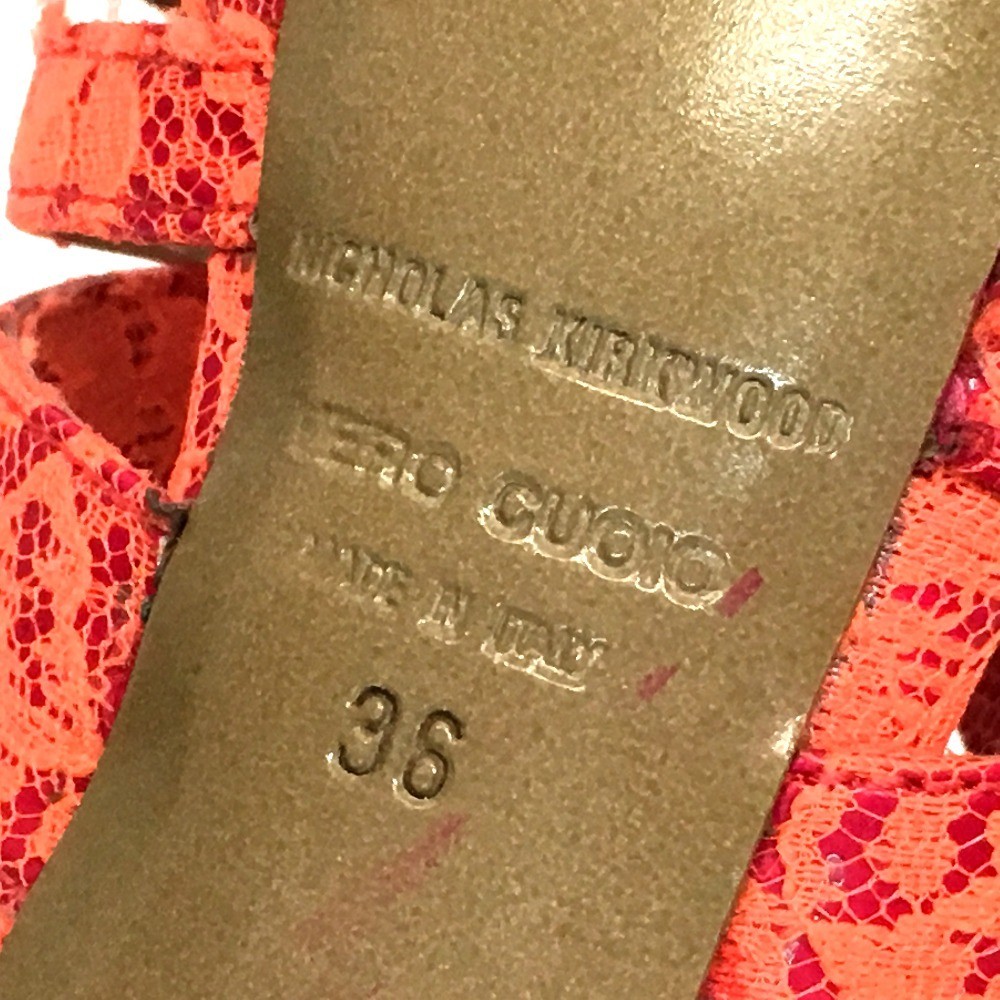 NICHOLAS KIRKWOOD
VERO CUOIO
MADE IN ITALY
36